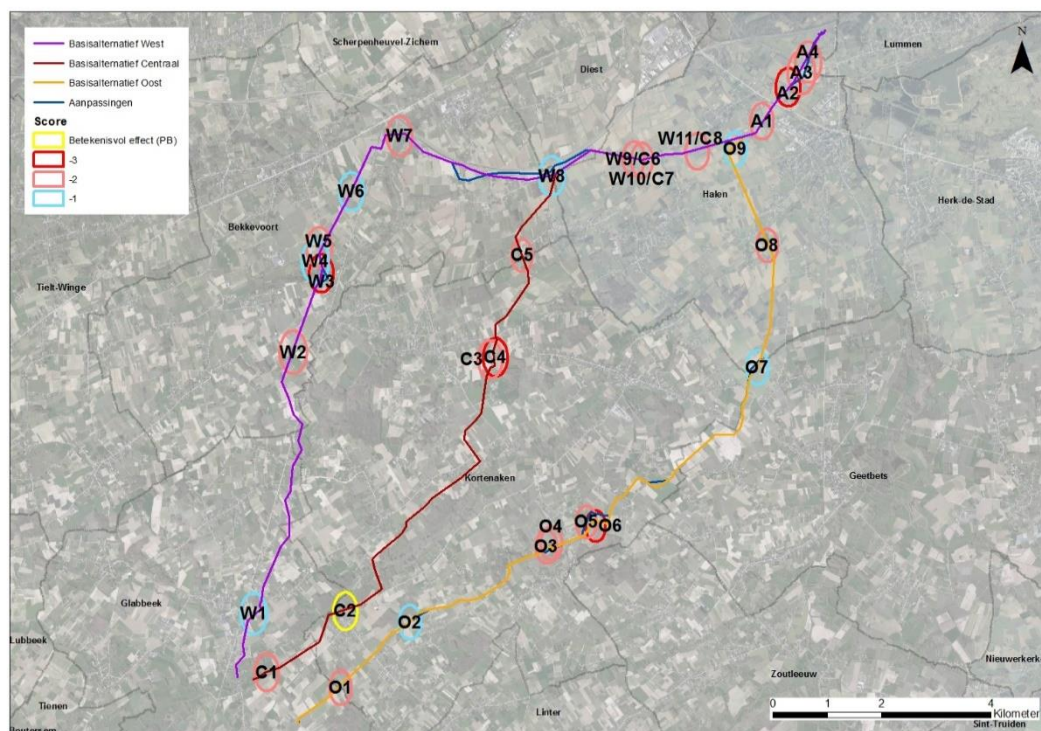 Basisalternatief West
Basisalternatief Centraal
Basisalternatief Oost
Aanpassingen
Score
Betekenisvol effect (PB)
-3
-2
-1
Scherpenheuvel-Zichem
Diest
Lummen
N
A4
A3
A2
A1
W7
W11/C8
O9
W9/C6
W10/C7
W8
W6
Halen
Herk-de-Stad
Bekkevoort
W5
W4
W3
C5
O8
Tielt-Winge
W2
C3
C4
O7
Kortenaken
Geetbets
O4
O5
O6
O3
Glabbeek
W1
C2
O2
Lubbeek
C1
O1
Nieuwerkerk
Zoutleeuw
Tienen
Linter
0 1 2 4
Kilometer
Sint-Truiden